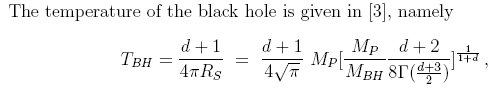 The temperature of the black hole is given in [3], namely
$$T_{BH} = \frac{d+1}{4\pi R_S} \; = \; \frac{d+1}{4\sqrt{\pi}} \; M_P [\frac{M_P}{M_{BH}} \frac{d+2}{8\Gamma(\frac{d+3}{2})}]^{\frac{1}{1+d}} \, ,$$